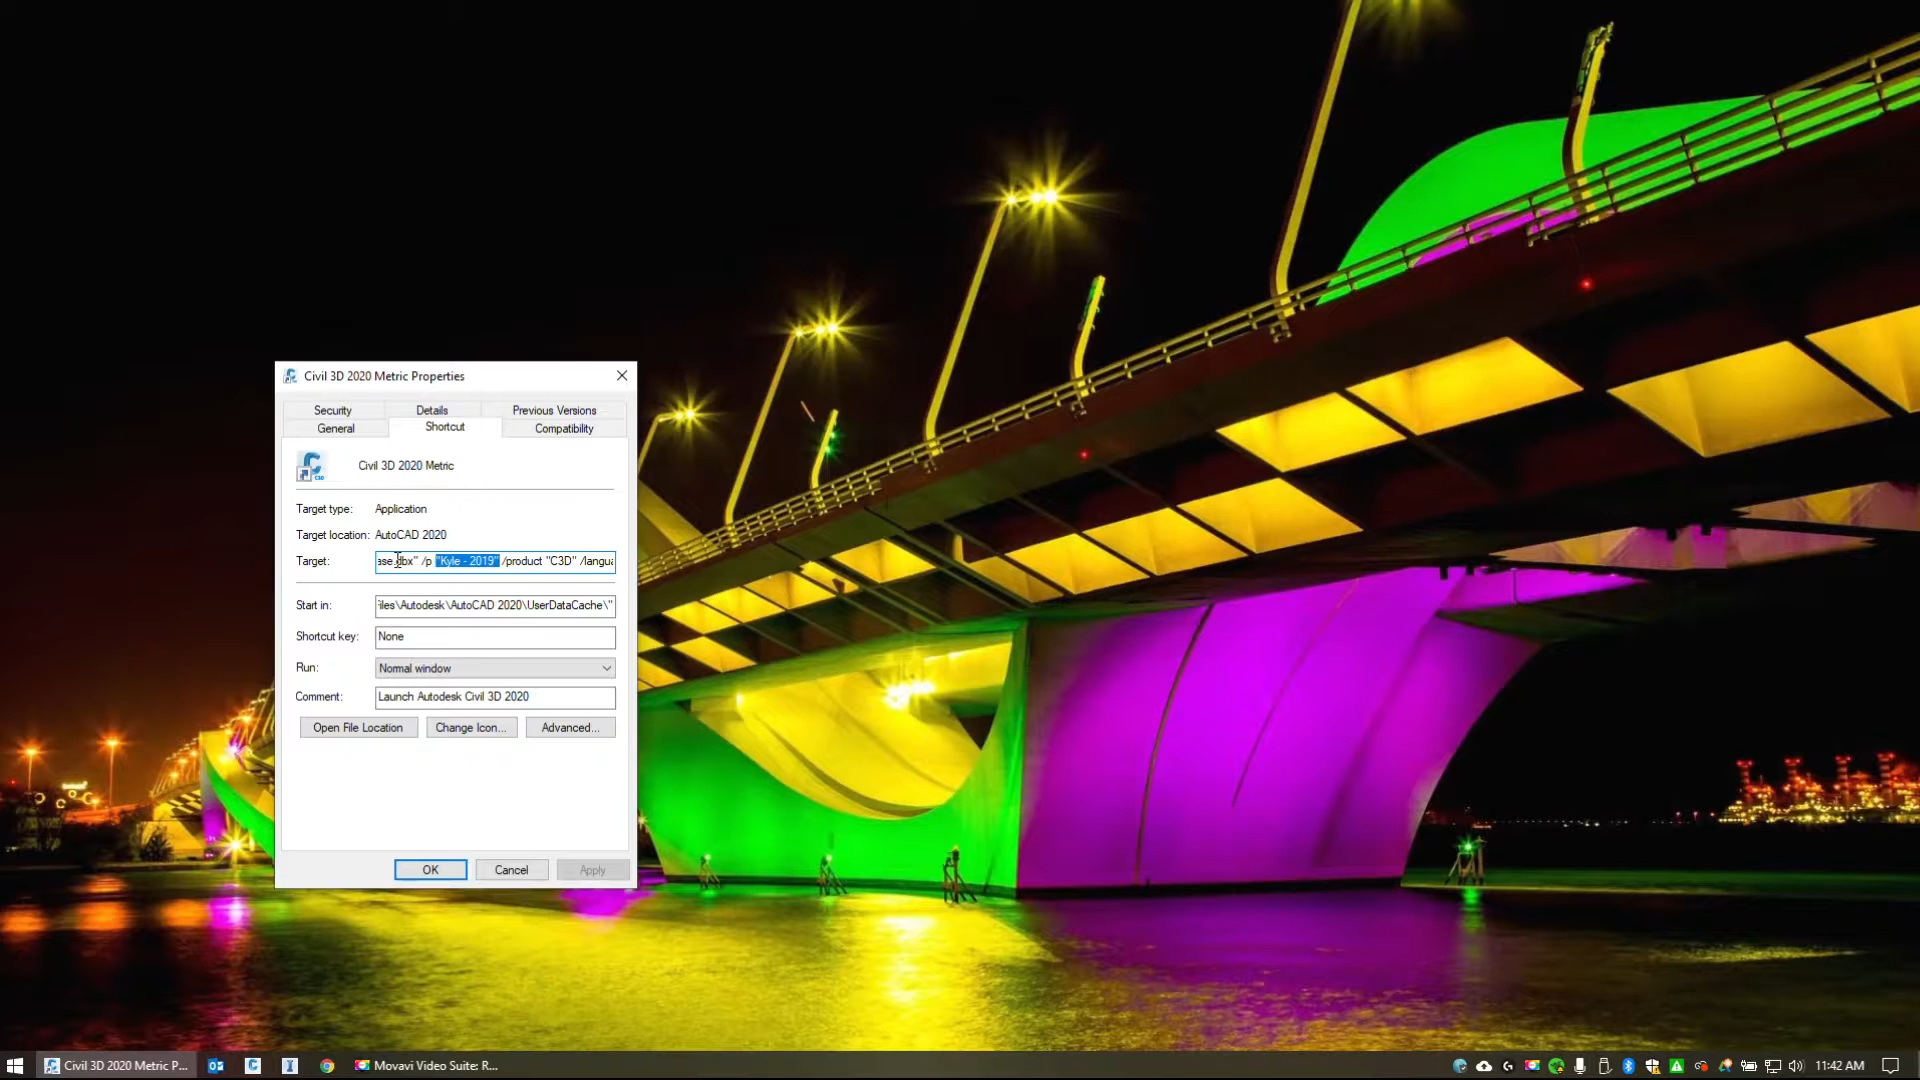 Civil 3D 2020 Metric Properties
Security Details Previous Versions
General Shortcut Compatibility
Civil 3D 2020 Metric
Target type: Application
Target location: AutoCAD 2020
Target: ase.dbx" /p "Kyle - 2019" /product "C3D" /langua
Start in: iles\Autodesk\AutoCAD 2020\UserDataCache\"
Shortcut key: None
Run: Normal window
Comment: Launch Autodesk Civil 3D 2020
Open File Location Change Icon... Advanced...
OK Cancel Apply
Civil 3D 2020 Metric P... Movavi Video Suite: R... 11:42 AM